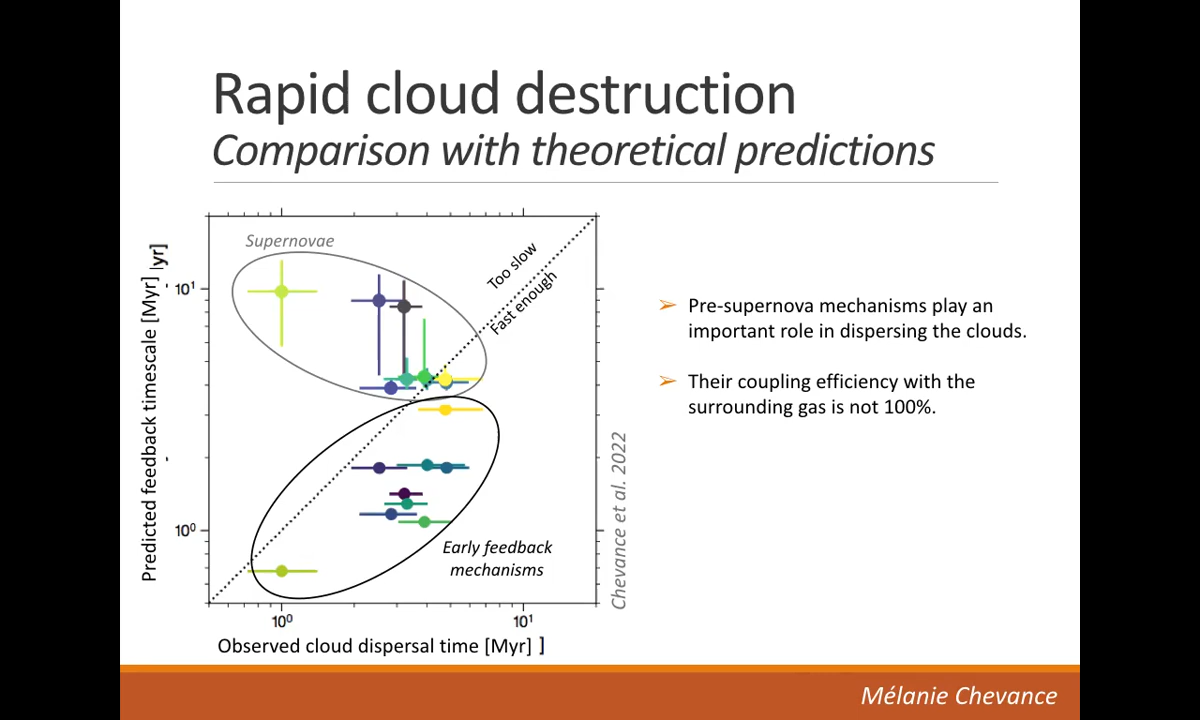 Rapid cloud destruction
Comparison with theoretical predictions
Supernovae
Too slow
Fast enough
Early feedback
mechanisms
Predicted feedback timescale [Myr]
yr]
10¹
10⁰
10⁰
10¹
Observed cloud dispersal time [Myr] ]
Chevance et al. 2022
➢ Pre-supernova mechanisms play an
important role in dispersing the clouds.
➢ Their coupling efficiency with the
surrounding gas is not 100%.
Mélanie Chevance